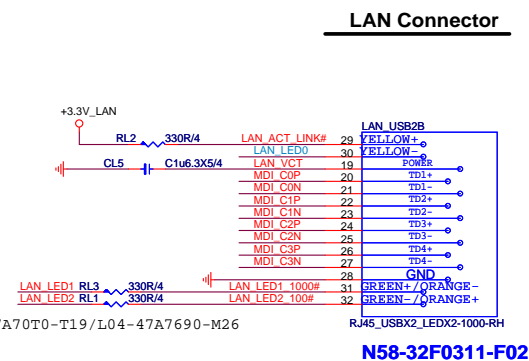 LAN Connector
+3.3V_LAN
LAN_USB2B
RL2 330R/4 LAN_ACT_LINK# 29 YELLOW+
LAN_LED0 30 YELLOW-
CL5 C1u6.3X5/4 LAN_VCT 19 POWER
MDI_C0P 20 TD1+
MDI_C0N 21 TD1-
MDI_C1P 22 TD2+
MDI_C1N 23 TD2-
MDI_C2P 24 TD3+
MDI_C2N 25 TD3-
MDI_C3P 26 TD4+
MDI_C3N 27 TD4-
28 GND
LAN_LED1 RL3 330R/4 LAN_LED1_1000# 31 GREEN+/ORANGE-
LAN_LED2 RL1 330R/4 LAN_LED2_100# 32 GREEN-/ORANGE+
7A70T0-T19/L04-47A7690-M26
RJ45_USBX2_LEDX2-1000-RH
N58-32F0311-F02